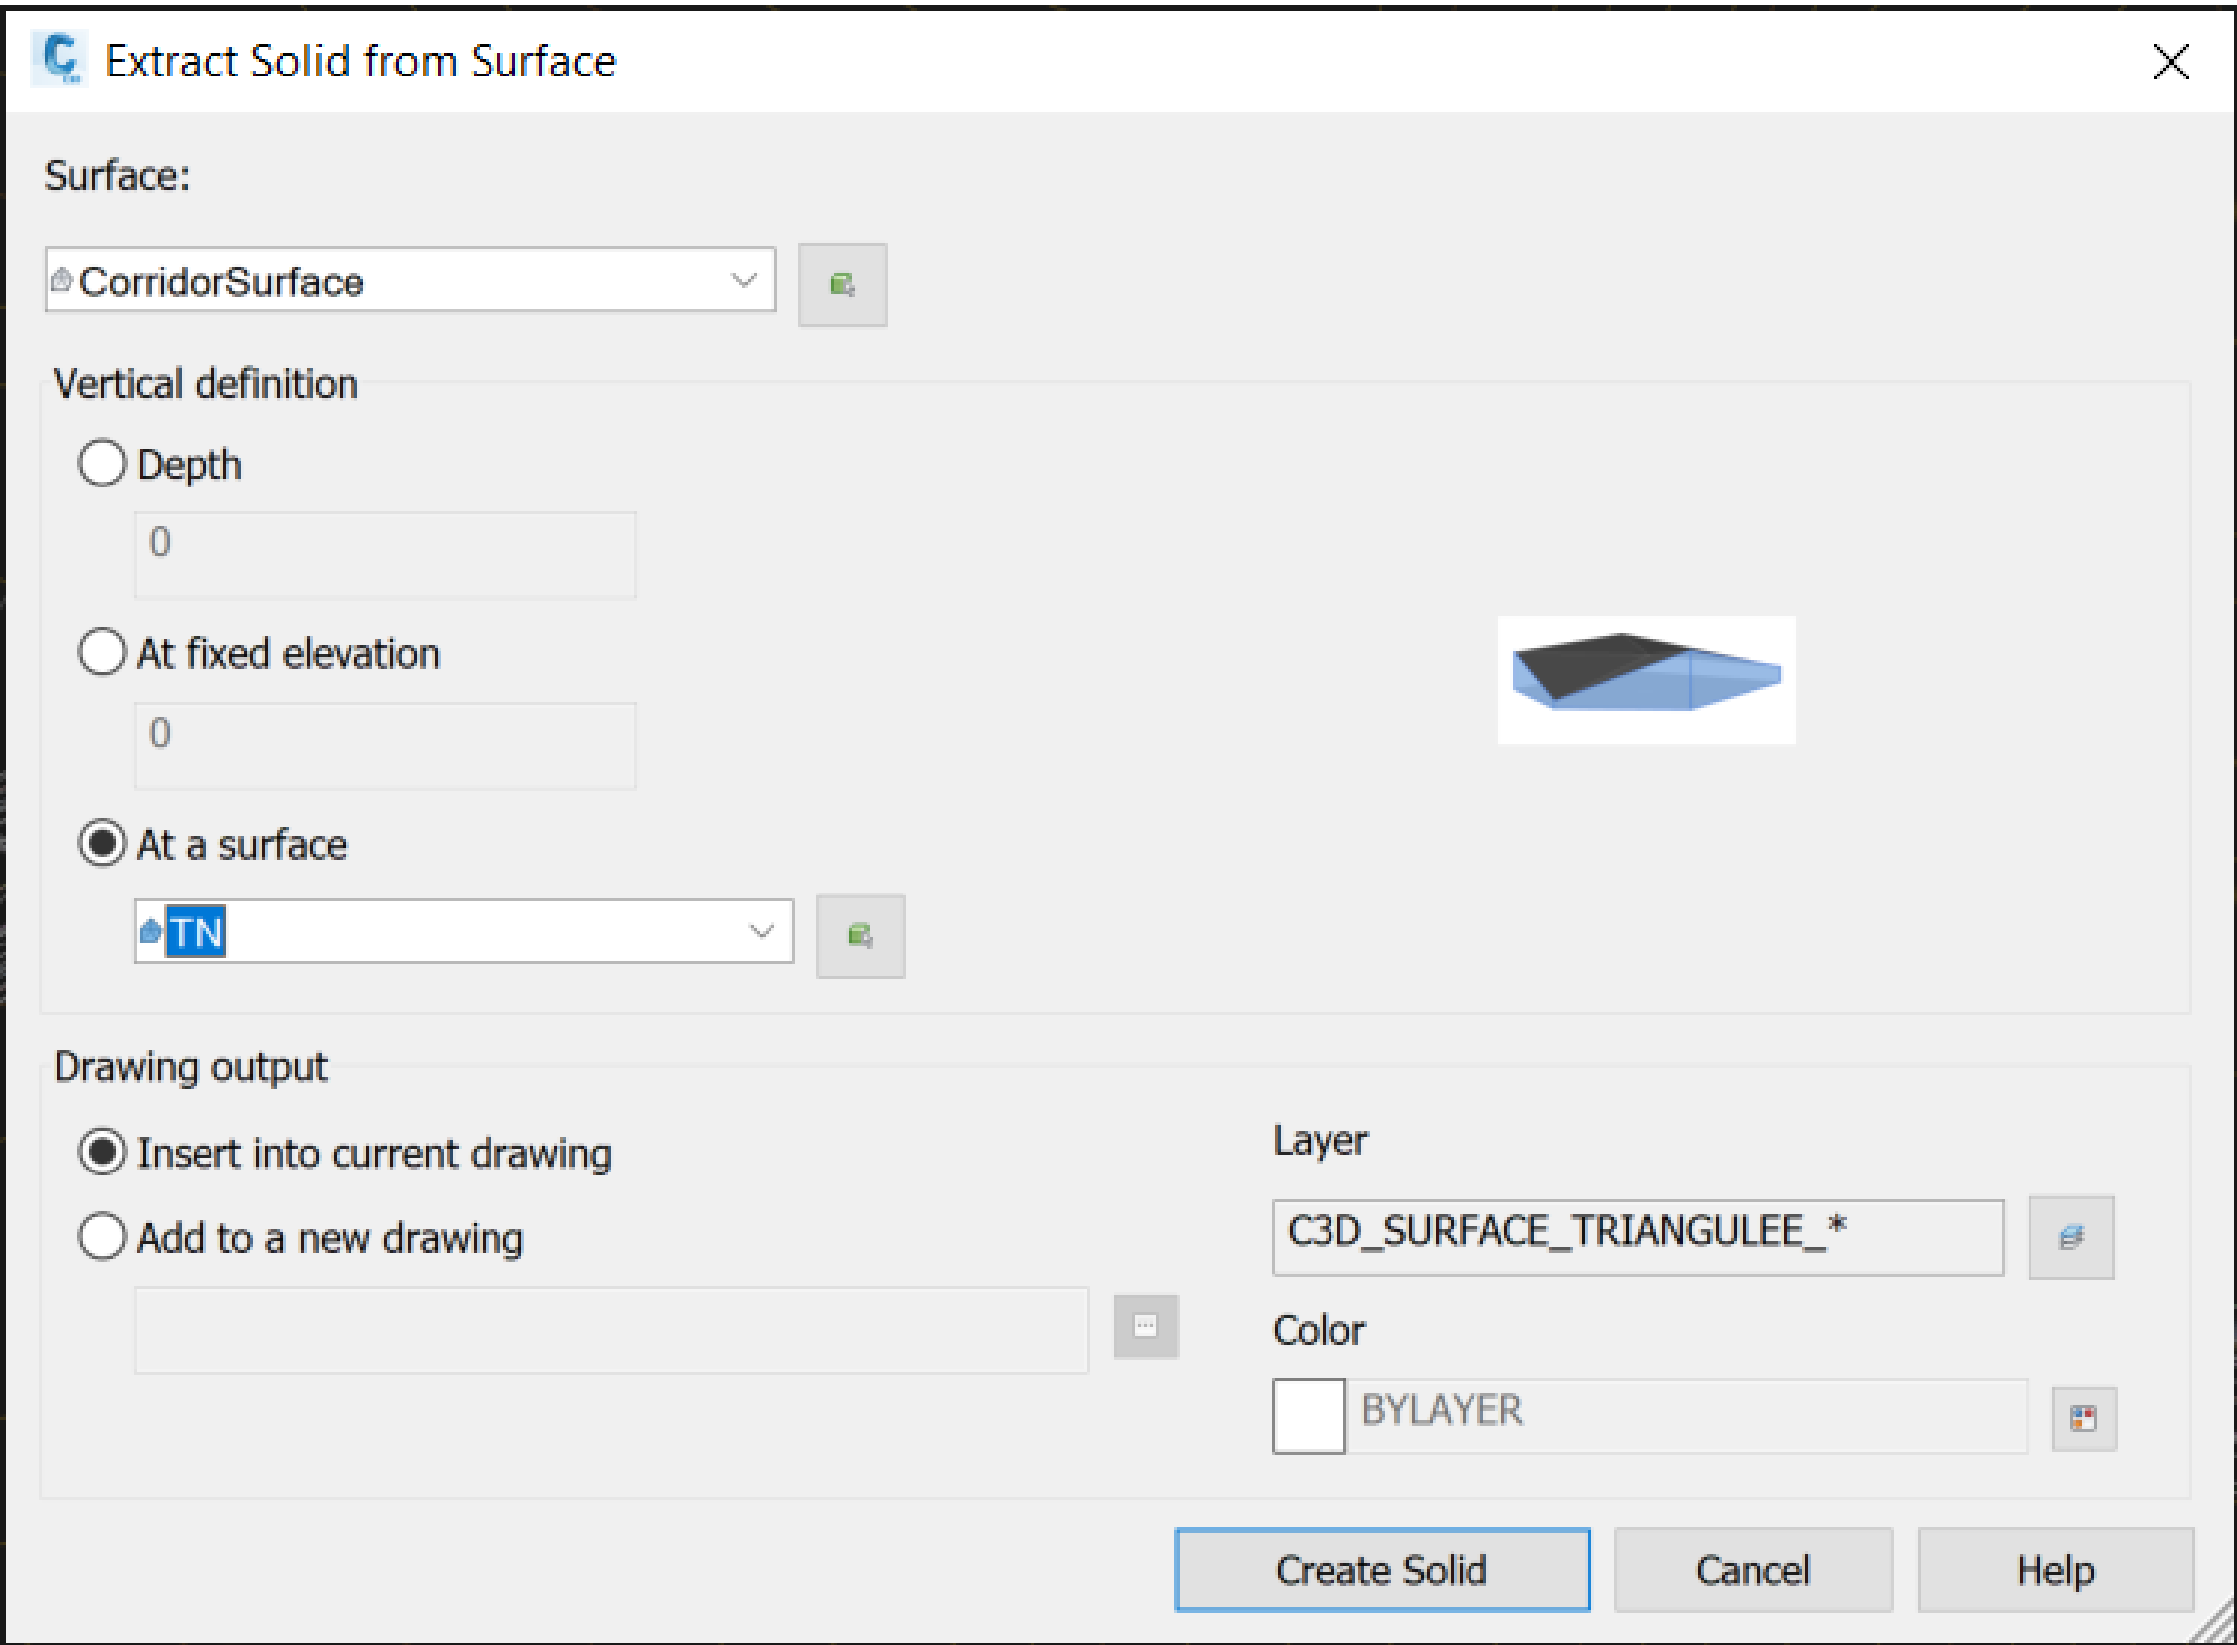 Extract Solid from Surface
Surface:
CorridorSurface
Vertical definition
Depth
0
At fixed elevation
0
At a surface
TN
Drawing output
Insert into current drawing
Add to a new drawing
Layer
C3D_SURFACE_TRIANGULEE_*
Color
BYLAYER
Create Solid
Cancel
Help